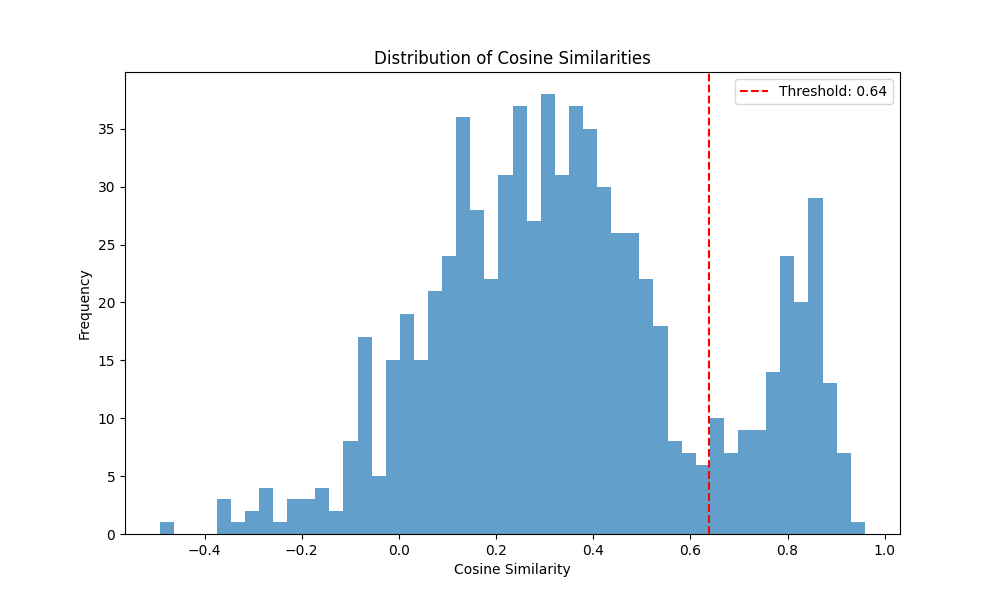 Distribution of Cosine Similarities
Threshold: 0.64
Frequency
35
30
25
20
15
10
5
0
−0.4 −0.2 0.0 0.2 0.4 0.6 0.8 1.0
Cosine Similarity